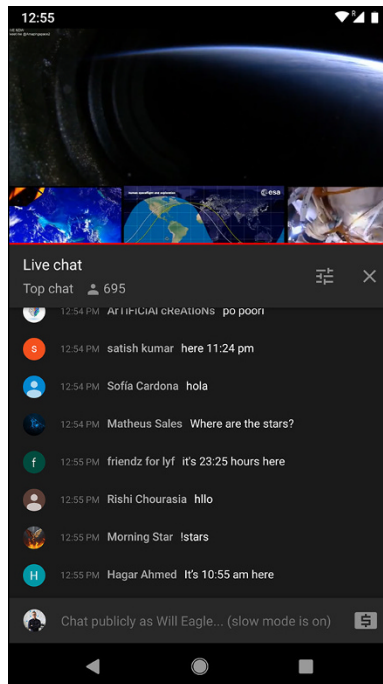 12:55
R
esa
Live chat
Top chat 695
12:54 PM ArTiFiCiAl cReAtIoNs po poori
S
12:54 PM satish kumar here 11:24 pm
12:54 PM Sofía Cardona hola
12:54 PM Matheus Sales Where are the stars?
f
12:55 PM friendz for lyf it's 23:25 hours here
12:55 PM Rishi Chourasia hllo
12:55 PM Morning Star !stars
H
12:55 PM Hagar Ahmed It's 10:55 am here
Chat publicly as Will Eagle... (slow mode is on)
$